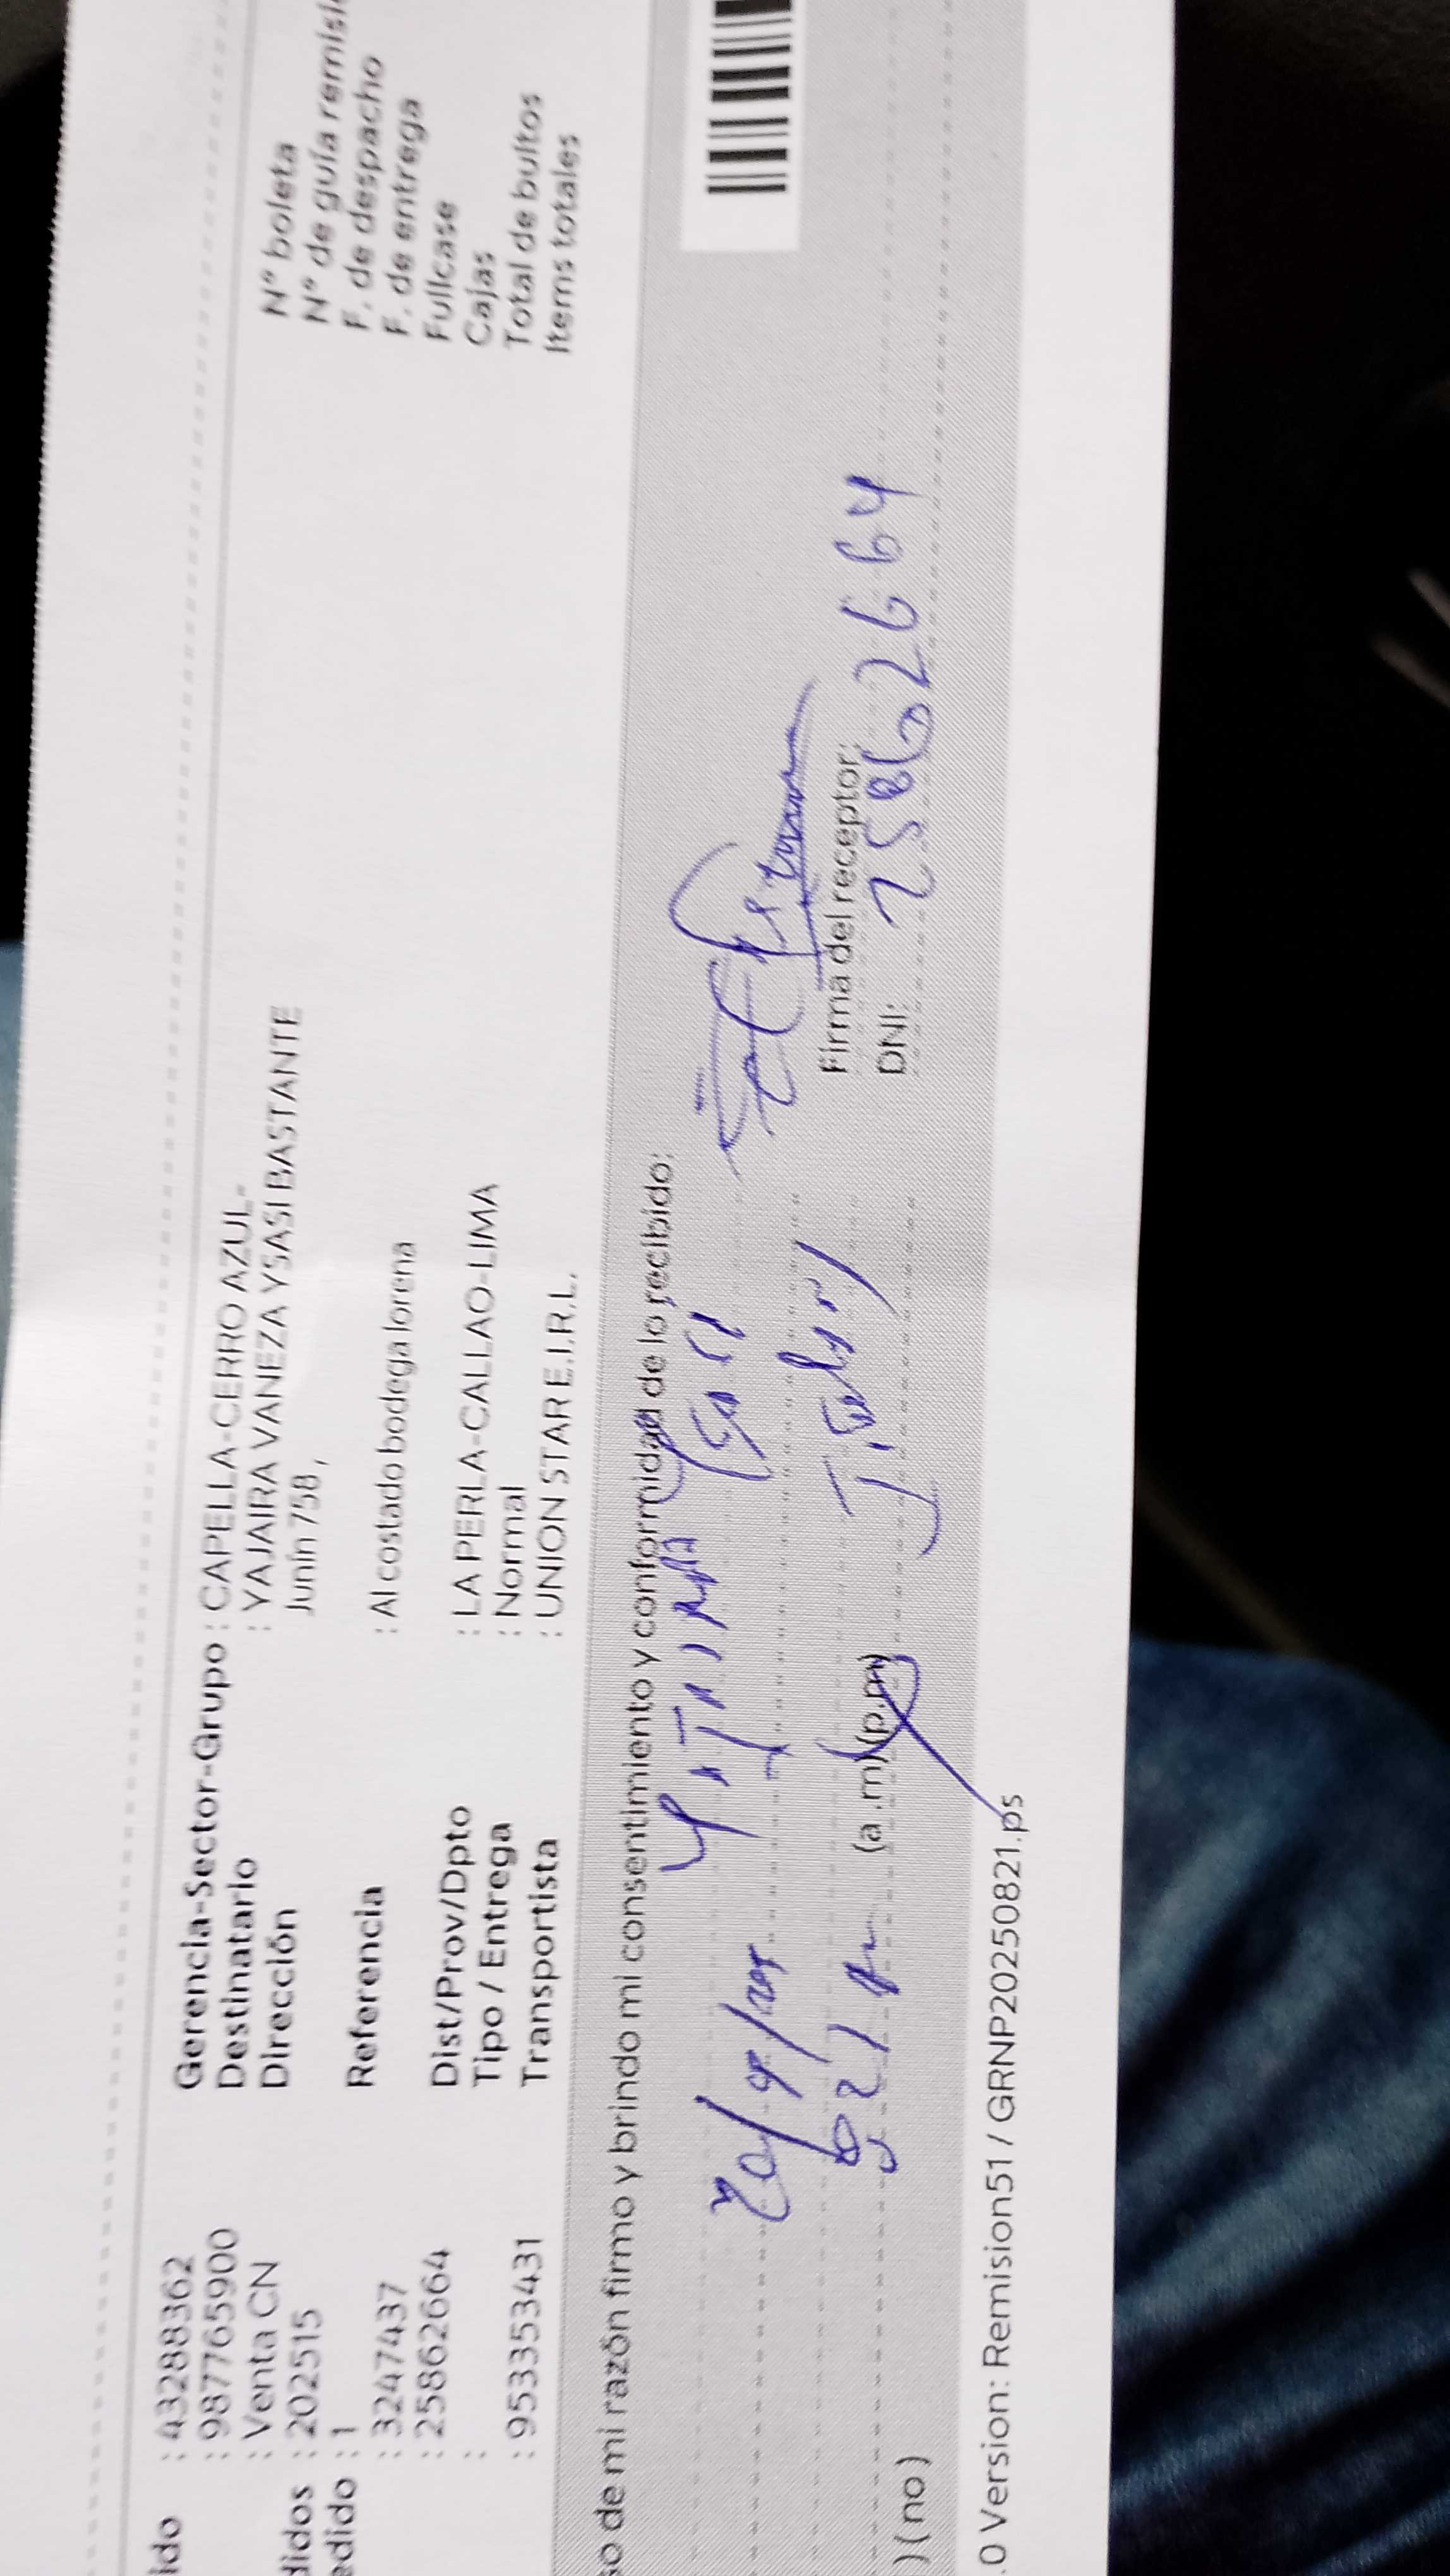 ido : 43288362
: 987765900
: Venta CN
didos : 202515
edido : 1
: 3247437
: 25862664
:
: 953353431
Gerencia-Sector-Grupo : CAPELLA-CERRO AZUL-
Destinatario : YAJAIRA VANEZA YSASI BASTANTE
Dirección Junín 758,
Referencia : Al costado bodega lorena
Dist/Prov/Dpto : LA PERLA-CALLAO-LIMA
Tipo / Entrega : Normal
Transportista : UNION STAR E.I.R.L.
N° boleta
N° de guía remisi
F. de despacho
F. de entrega
Fullcase
Cajas
Total de bultos
Items totales
so de mi razón firmo y brindo mi consentimiento y conformidad de lo recibido:
(a .m) (p.m)
Firma del receptor:
DNI: 25862664
) ( no )
.0 Version: Remision51 / GRNP20250821.ps